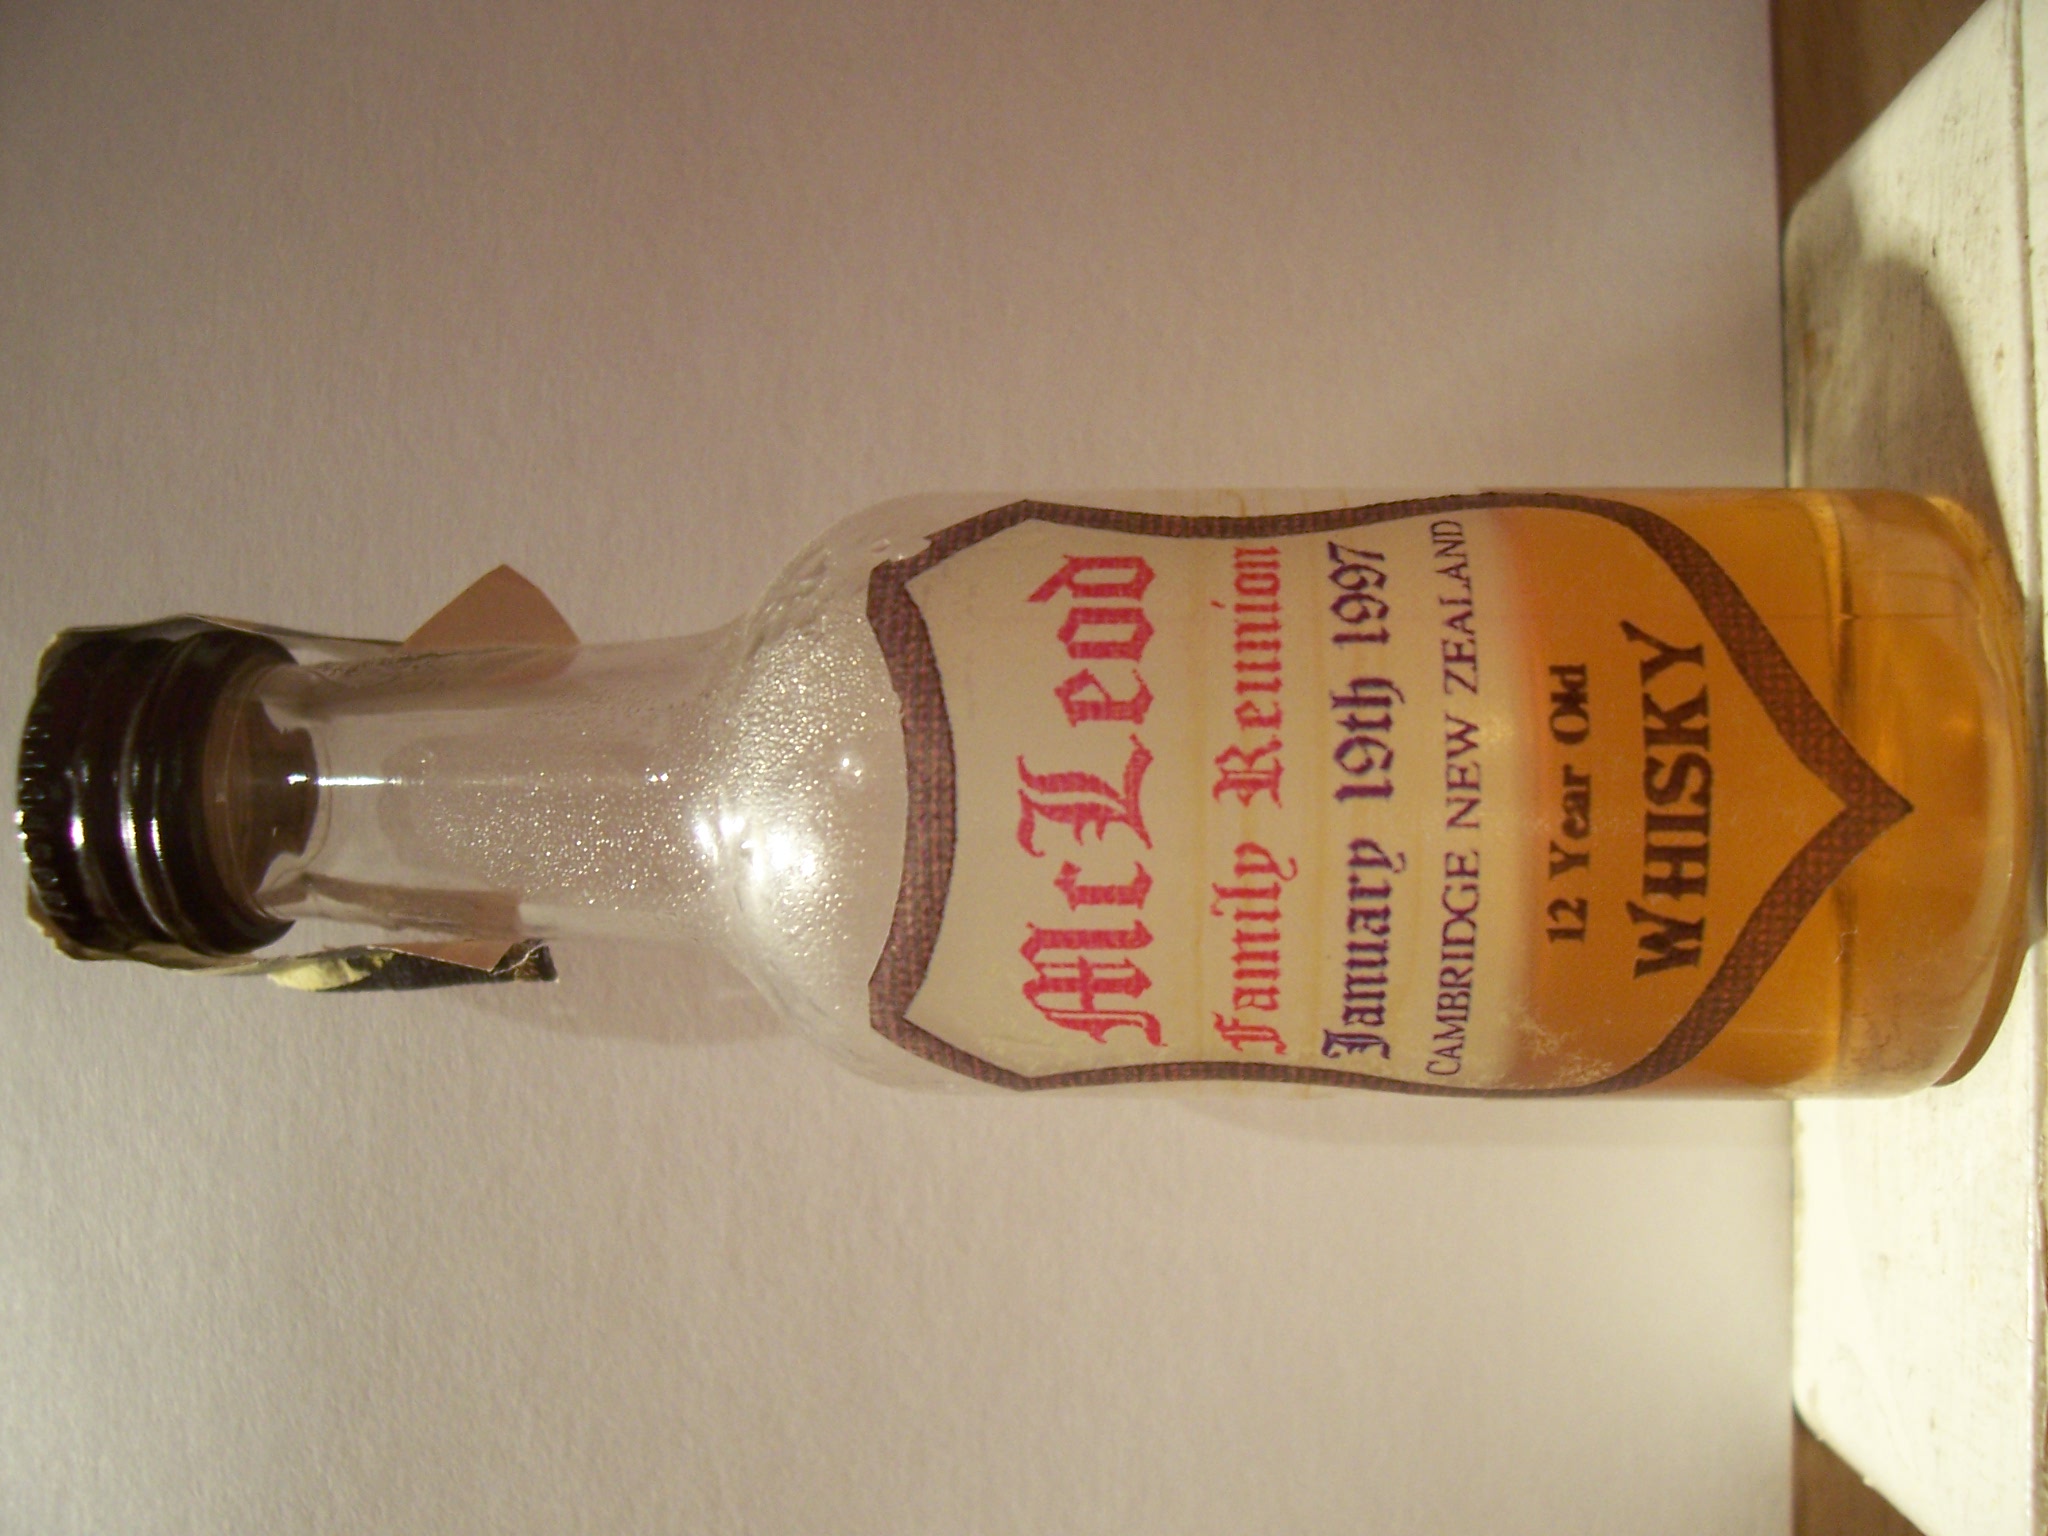 McLeod
Family Reunion
January 19th 1997
CAMBRIDGE NEW ZEALAND
12 Year Old
WHISKY